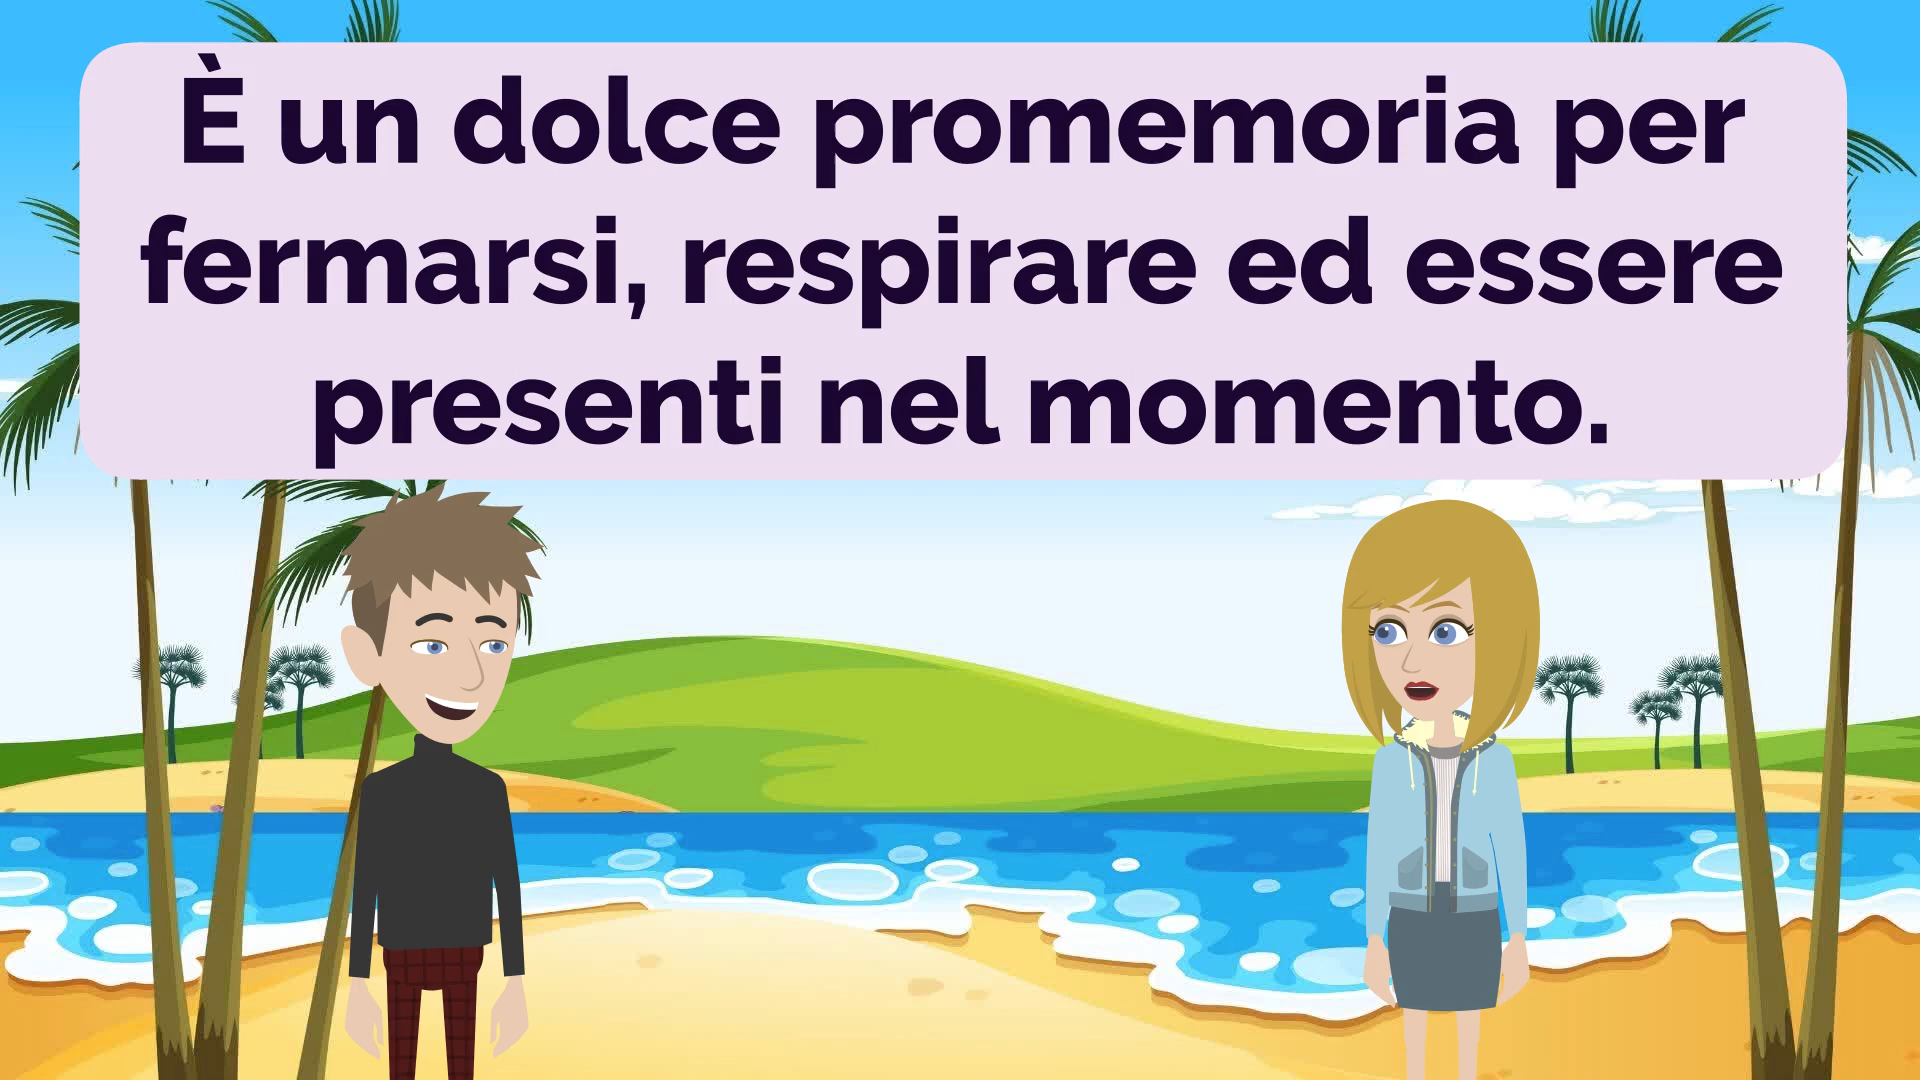 È un dolce promemoria per
fermarsi, respirare ed essere
presenti nel momento.